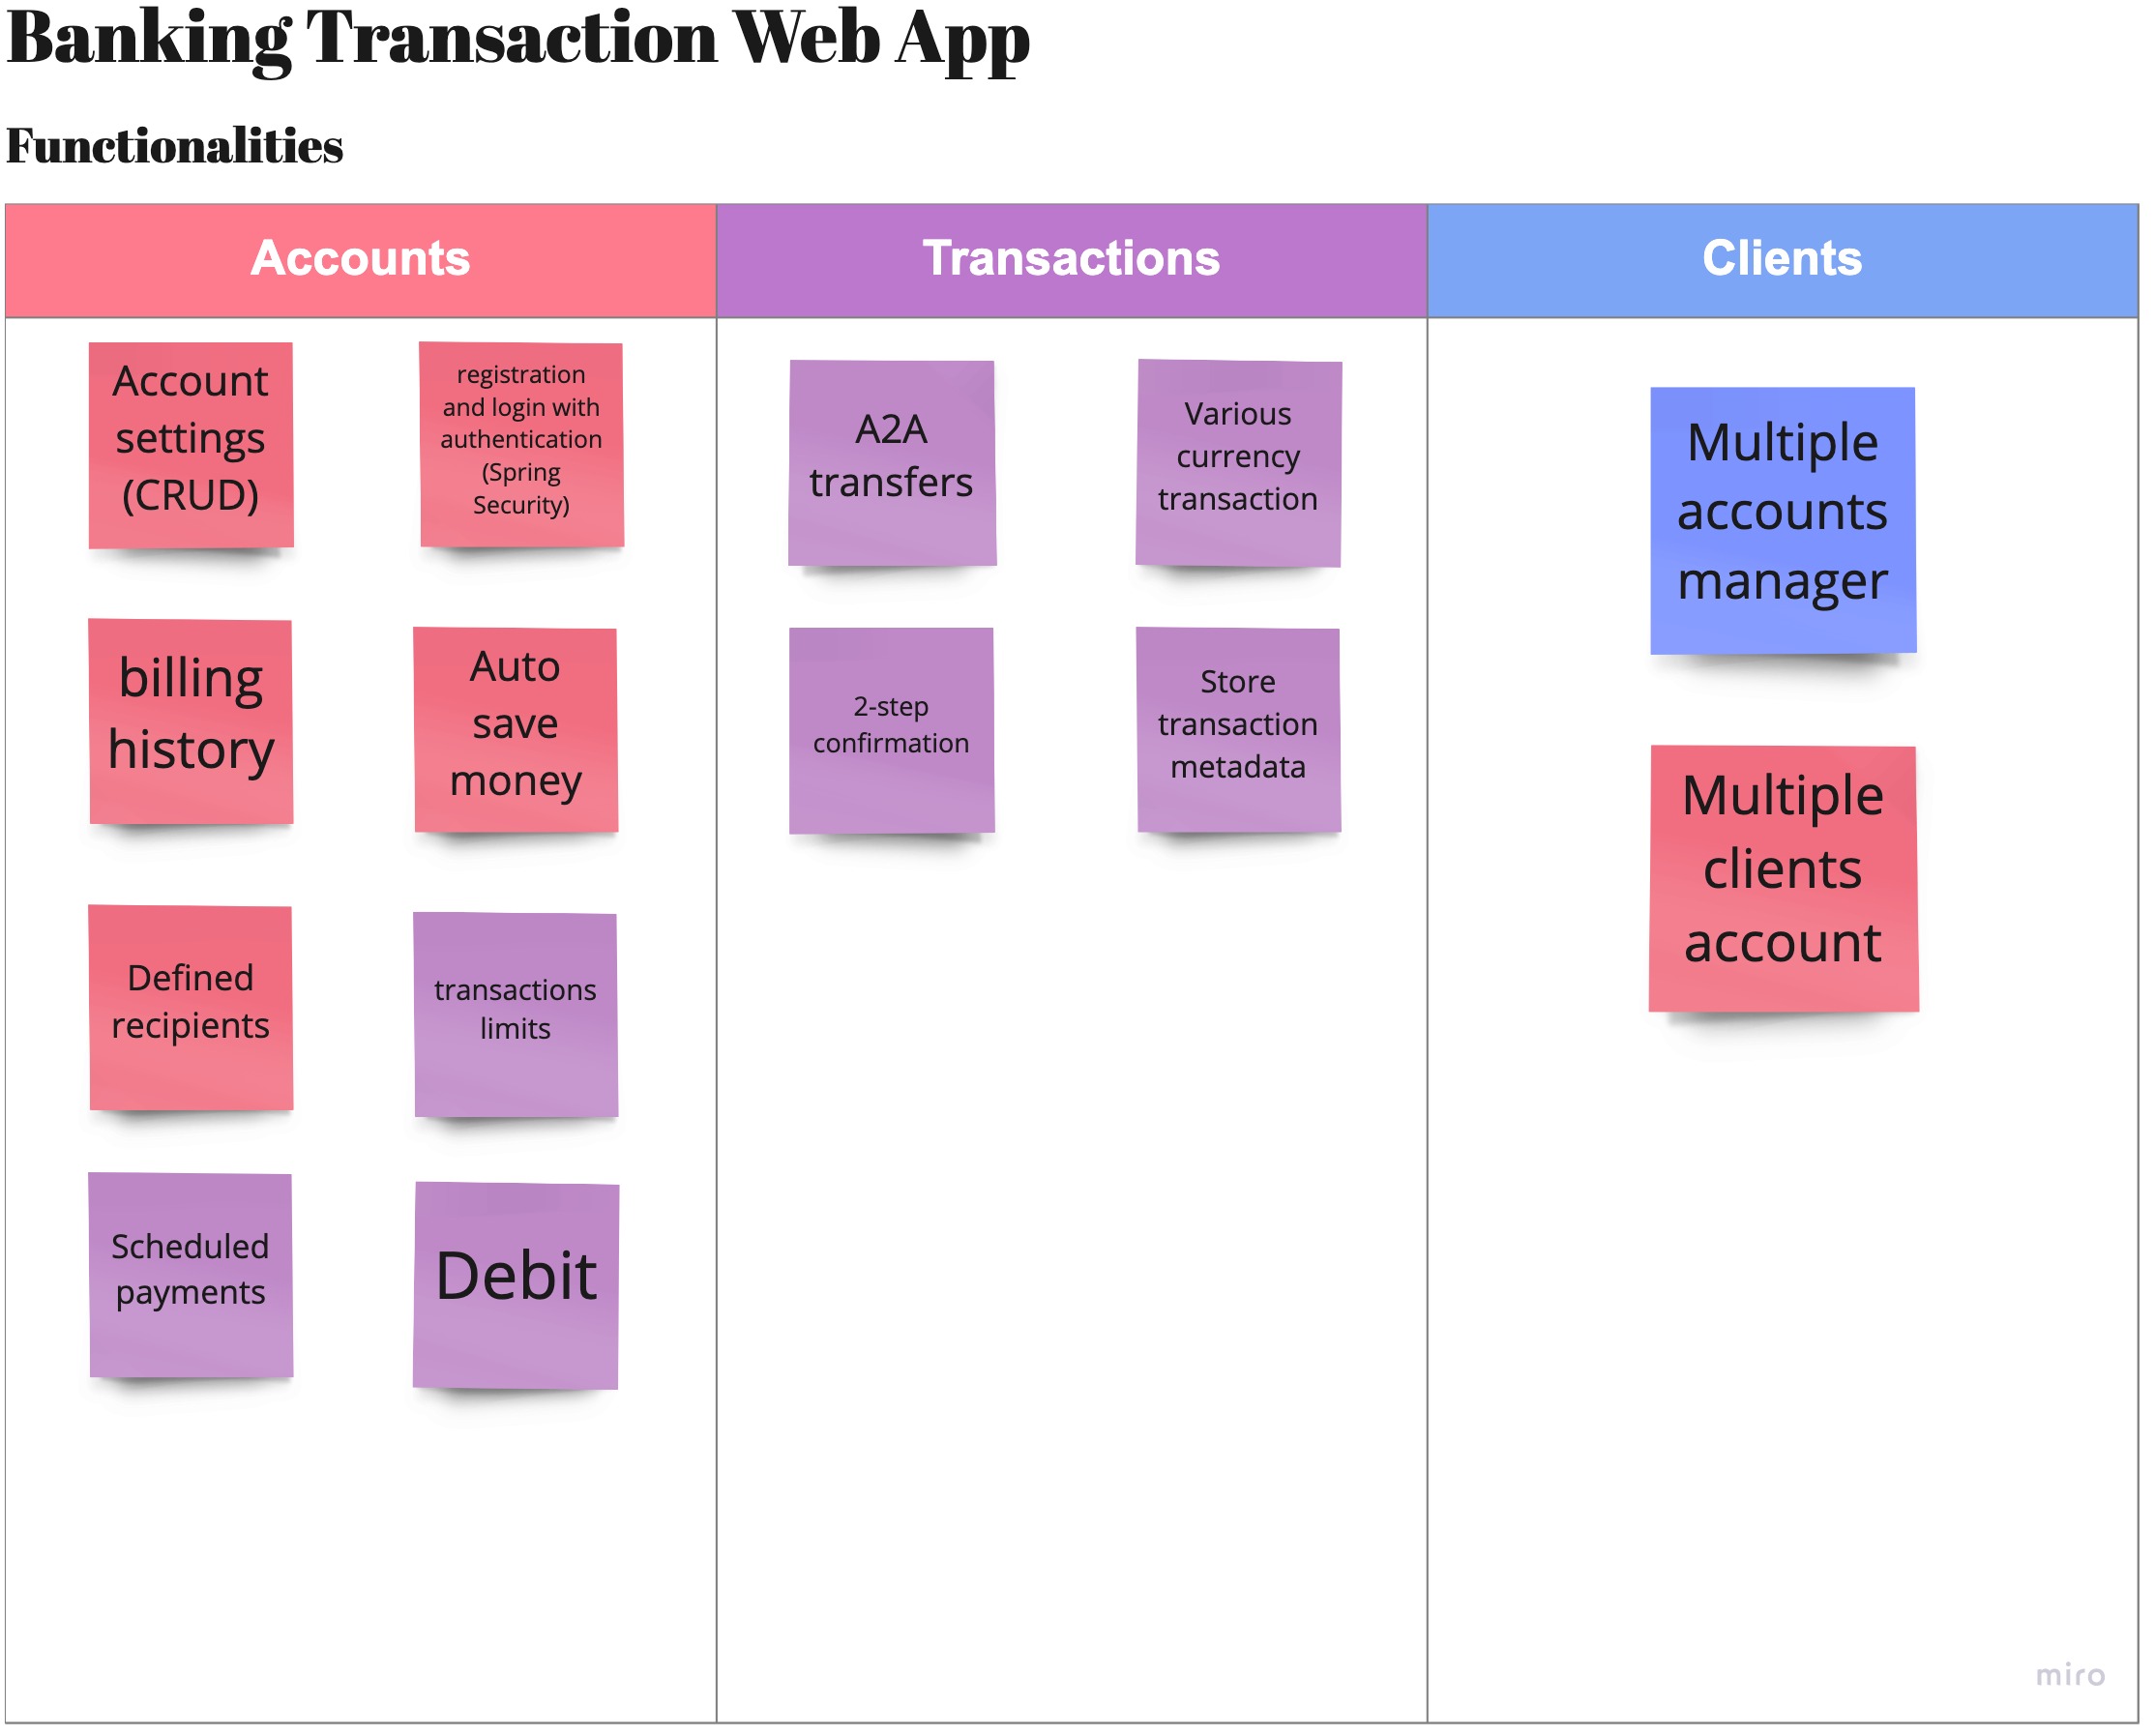 Banking Transaction Web App
Functionalities
Accounts
Transactions
Clients
Account
settings
(CRUD)
registration
and login with
authentication
(Spring
Security)
billing
history
Auto
save
money
Defined
recipients
transactions
limits
Scheduled
payments
Debit
A2A
transfers
Various
currency
transaction
2-step
confirmation
Store
transaction
metadata
Multiple
accounts
manager
Multiple
clients
account
miro